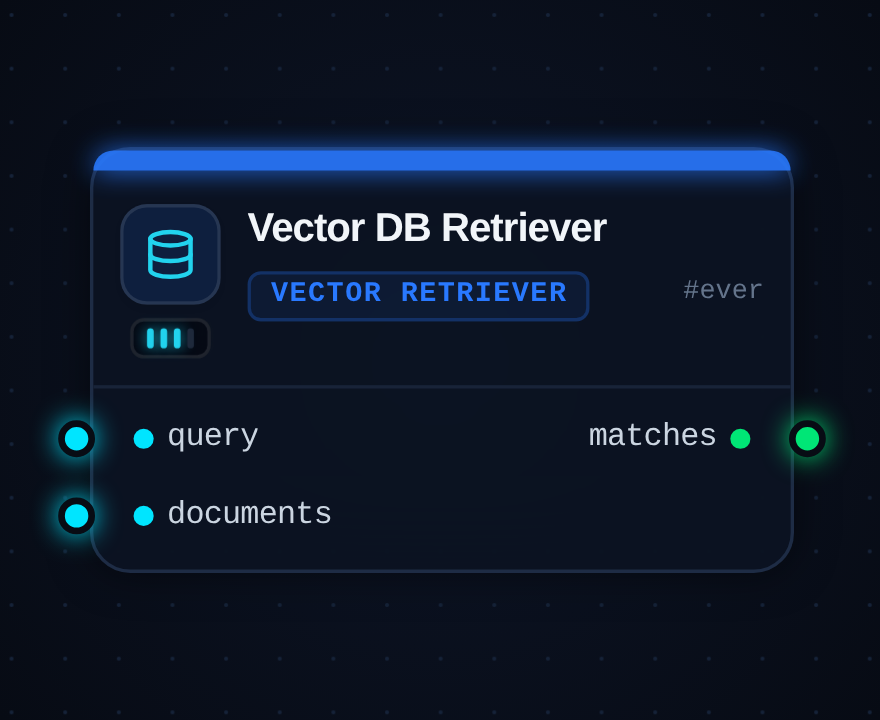 Vector DB Retriever
VECTOR RETRIEVER
#ever
query
matches
documents